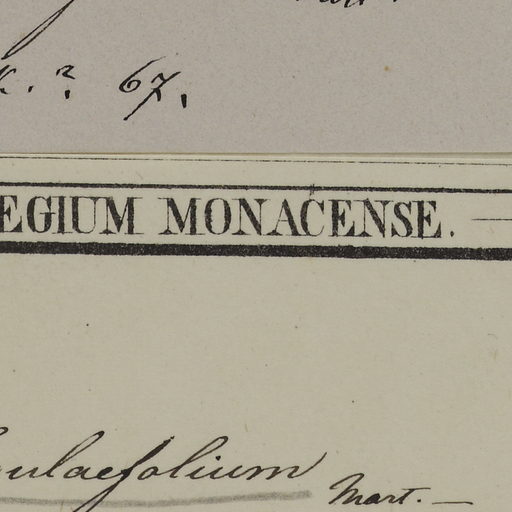 ? 67.
EGIUM MONACENSE.
ulaefolium Mart. —